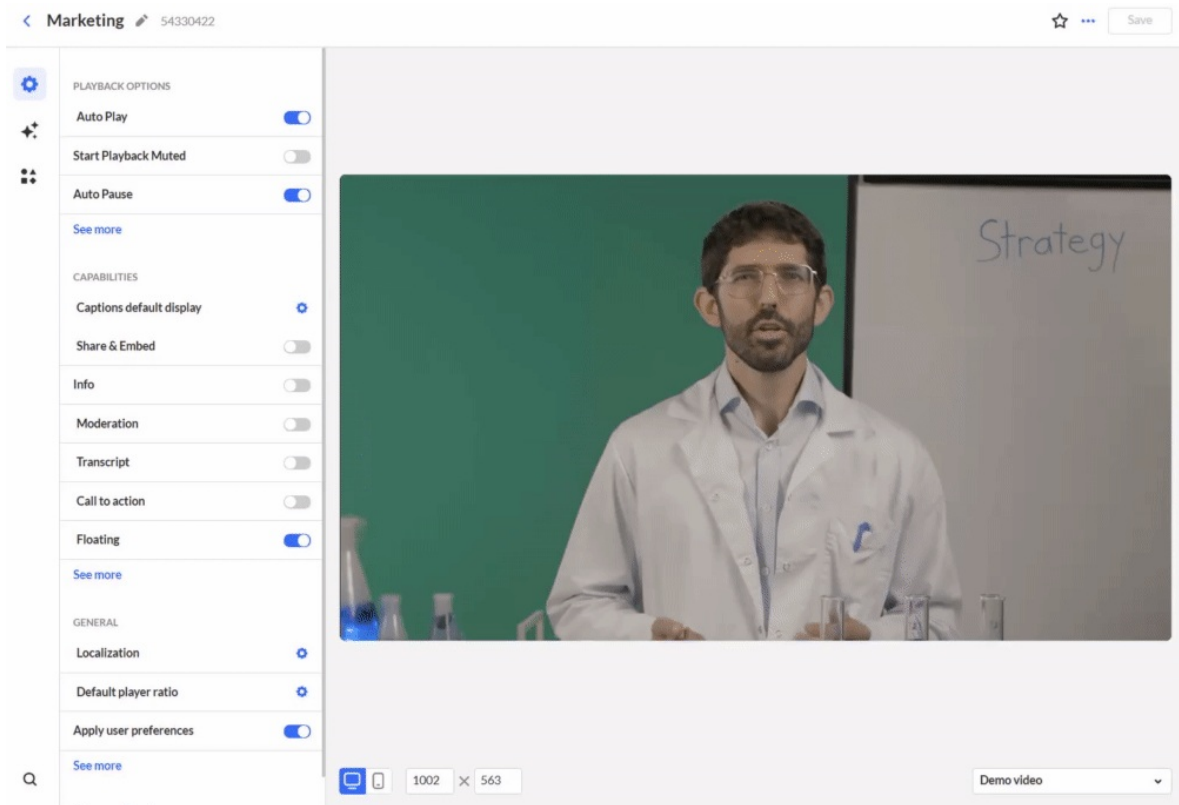 Marketing 54330422 Save
PLAYBACK OPTIONS
Auto Play
Start Playback Muted
Auto Pause
See more
CAPABILITIES
Captions default display
Share & Embed
Info
Moderation
Transcript
Call to action
Floating
See more
GENERAL
Localization
Default player ratio
Apply user preferences
See more
Strategy
1002 × 563 Demo video